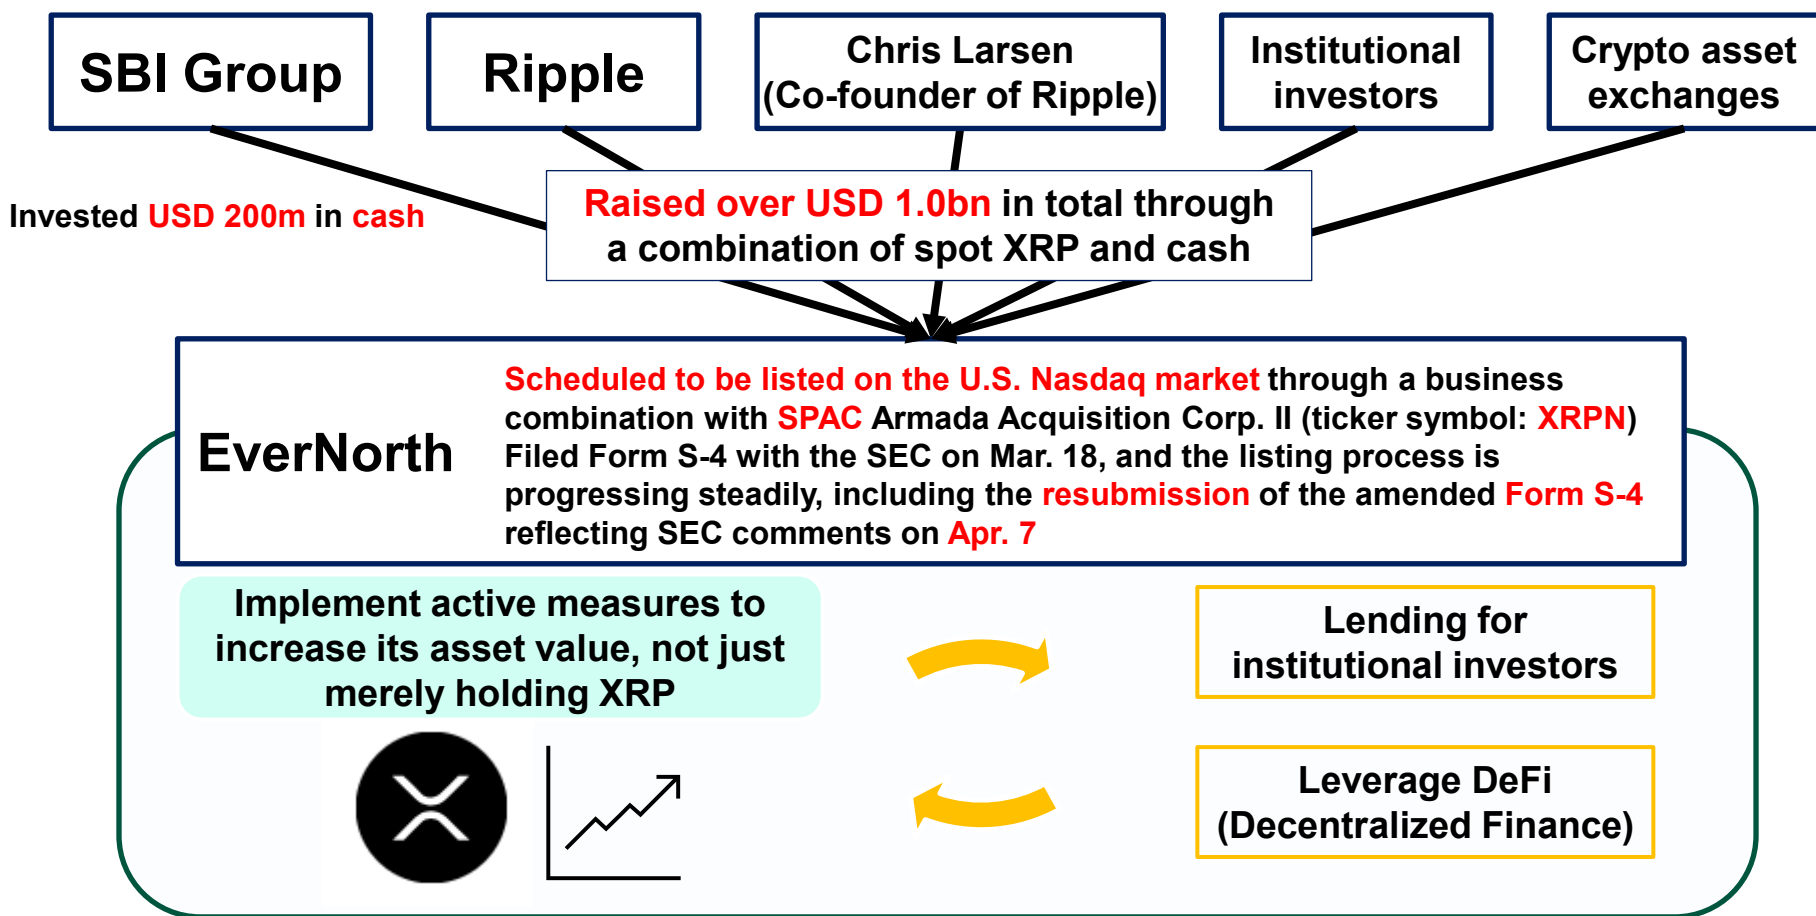 SBI Group
Ripple
Chris Larsen
(Co-founder of Ripple)
Institutional
investors
Crypto asset
exchanges
Invested USD 200m in cash
Raised over USD 1.0bn in total through
a combination of spot XRP and cash
EverNorth
Scheduled to be listed on the U.S. Nasdaq market through a business
combination with SPAC Armada Acquisition Corp. II (ticker symbol: XRPN)
Filed Form S-4 with the SEC on Mar. 18, and the listing process is
progressing steadily, including the resubmission of the amended Form S-4
reflecting SEC comments on Apr. 7
Implement active measures to
increase its asset value, not just
merely holding XRP
Lending for
institutional investors
Leverage DeFi
(Decentralized Finance)